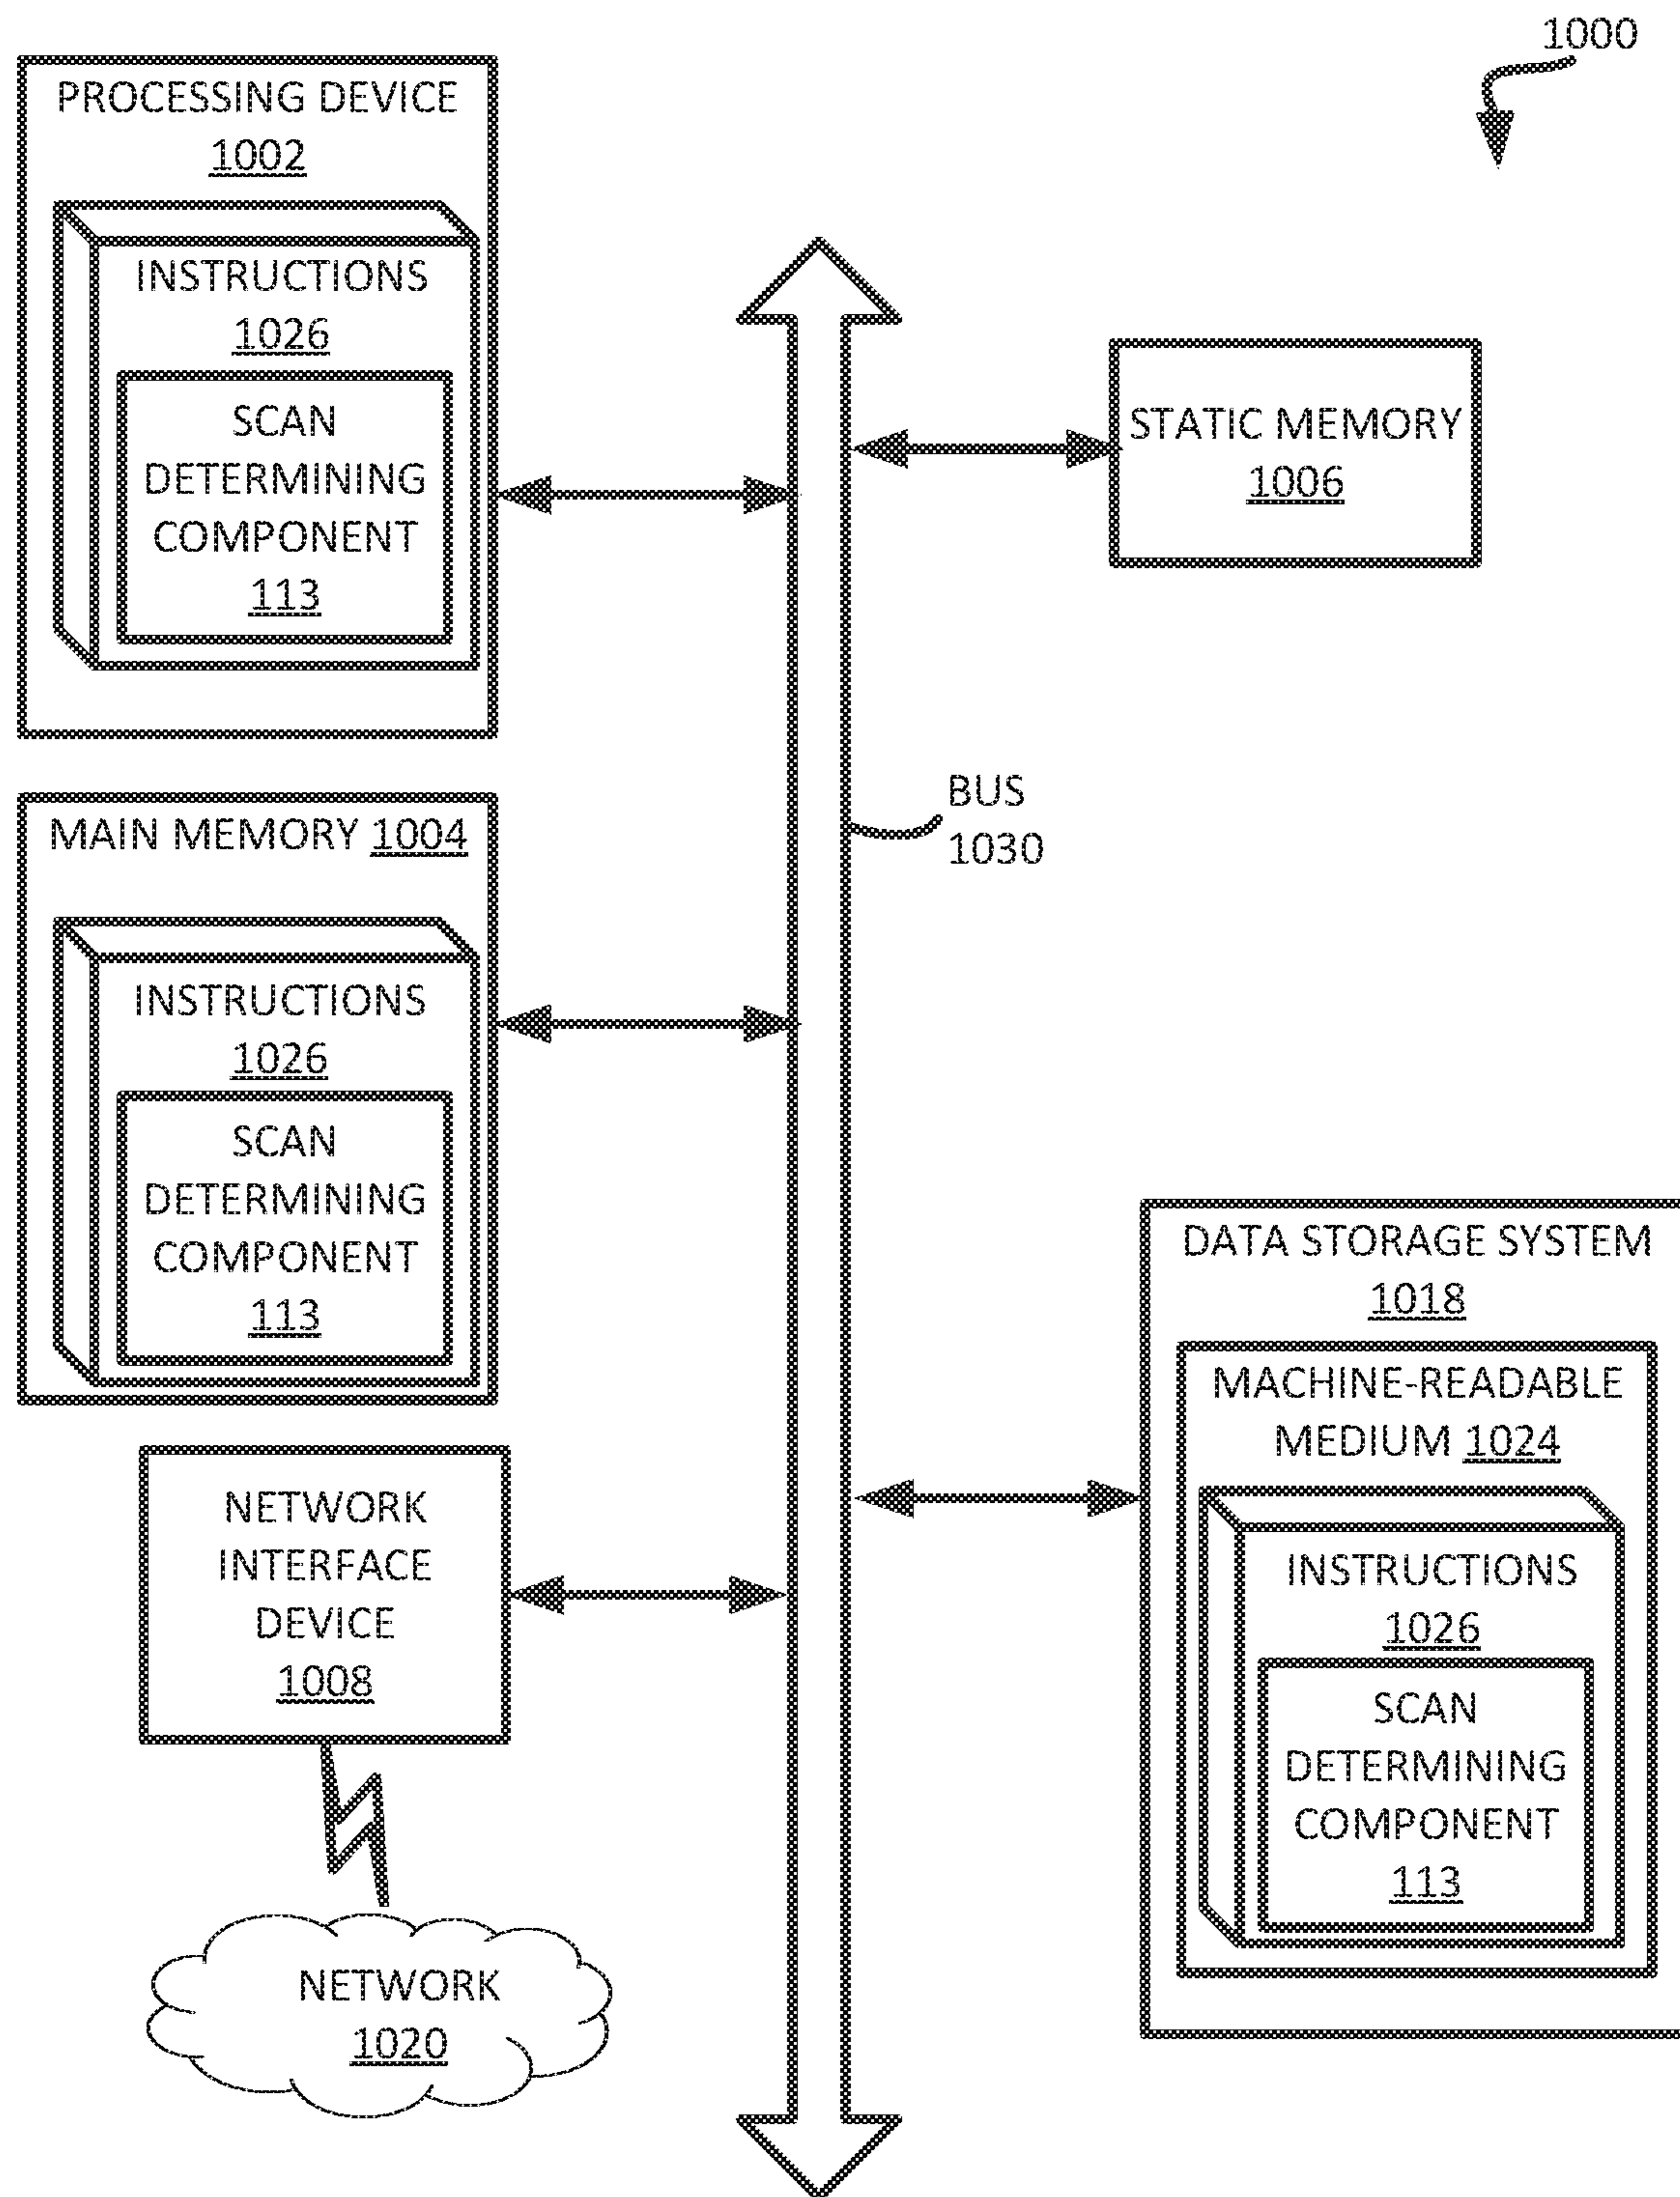 1000
PROCESSING DEVICE
1002
INSTRUCTIONS
1026
SCAN
DETERMINING
COMPONENT
113
STATIC MEMORY
1006
BUS
1030
MAIN MEMORY 1004
INSTRUCTIONS
1026
SCAN
DETERMINING
COMPONENT
113
DATA STORAGE SYSTEM
1018
MACHINE-READABLE
MEDIUM 1024
INSTRUCTIONS
1026
SCAN
DETERMINING
COMPONENT
113
NETWORK
INTERFACE
DEVICE
1008
NETWORK
1020